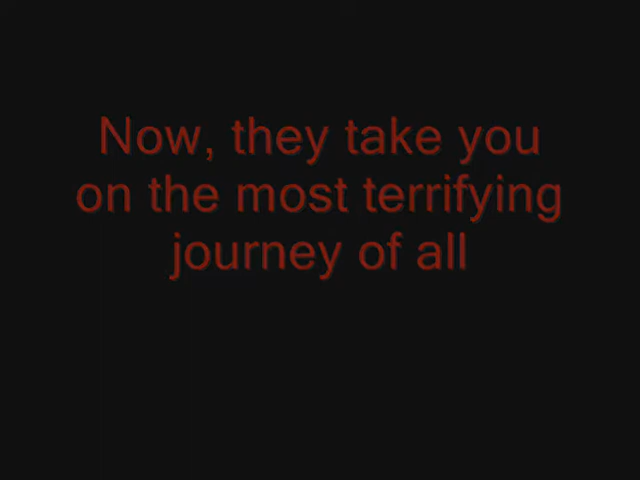 Now, they take you
on the most terrifying
journey of all